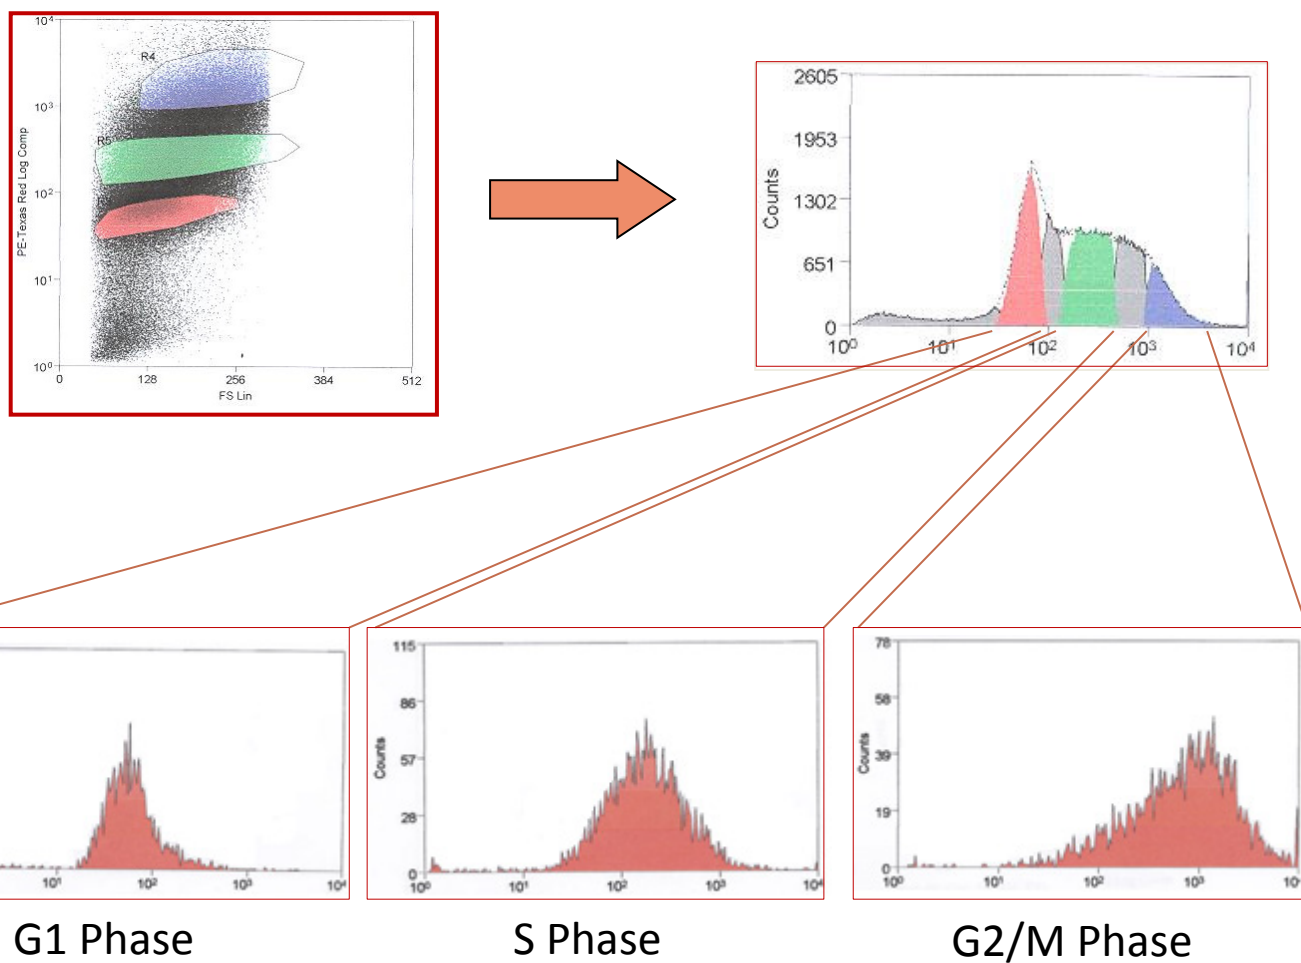 10⁴
R4
10³
R5
10²
10¹
10⁰
PE-Texas Red Log Comp
0 128 256 384 512
FS Lin
2605
1953
1302
651
0
Counts
10⁰ 10¹ 10² 10³ 10⁴
10¹ 10² 10³ 10⁴
115
86
57
28
0
Counts
10⁰ 10¹ 10² 10³ 10⁴
78
58
39
19
0
Counts
10⁰ 10¹ 10² 10³ 10
G1 Phase
S Phase
G2/M Phase